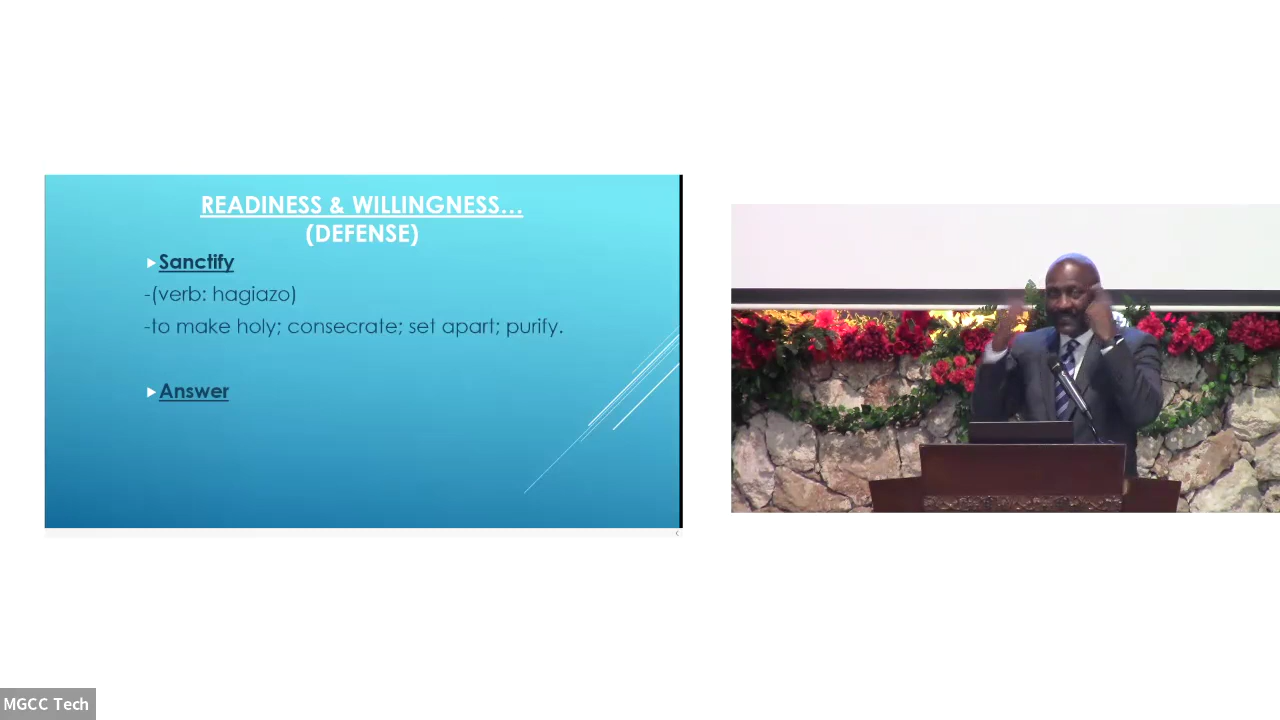 READINESS & WILLINGNESS...
(DEFENSE)
Sanctify
-(verb: hagiazo)
-to make holy; consecrate; set apart; purify.
Answer
MGCC Tech